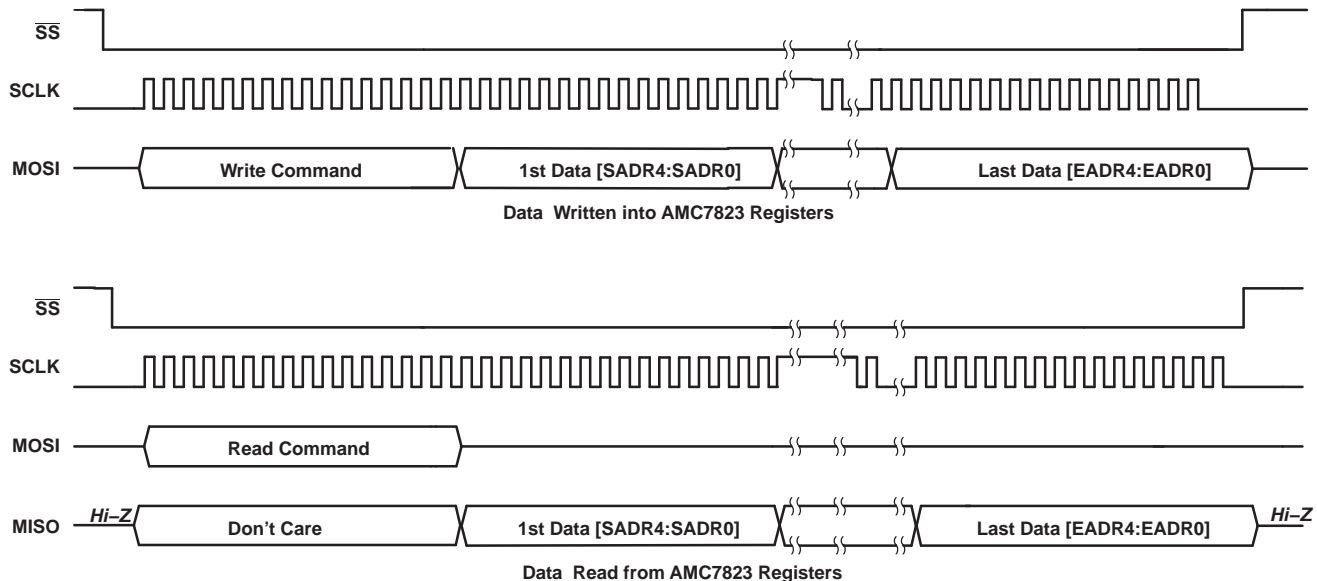 SS
SCLK
MOSI
Write Command
1st Data [SADR4:SADR0]
Last Data [EADR4:EADR0]
Data Written into AMC7823 Registers
SS
SCLK
MOSI
Read Command
MISO
Hi–Z
Don't Care
1st Data [SADR4:SADR0]
Last Data [EADR4:EADR0]
Hi–Z
Data Read from AMC7823 Registers